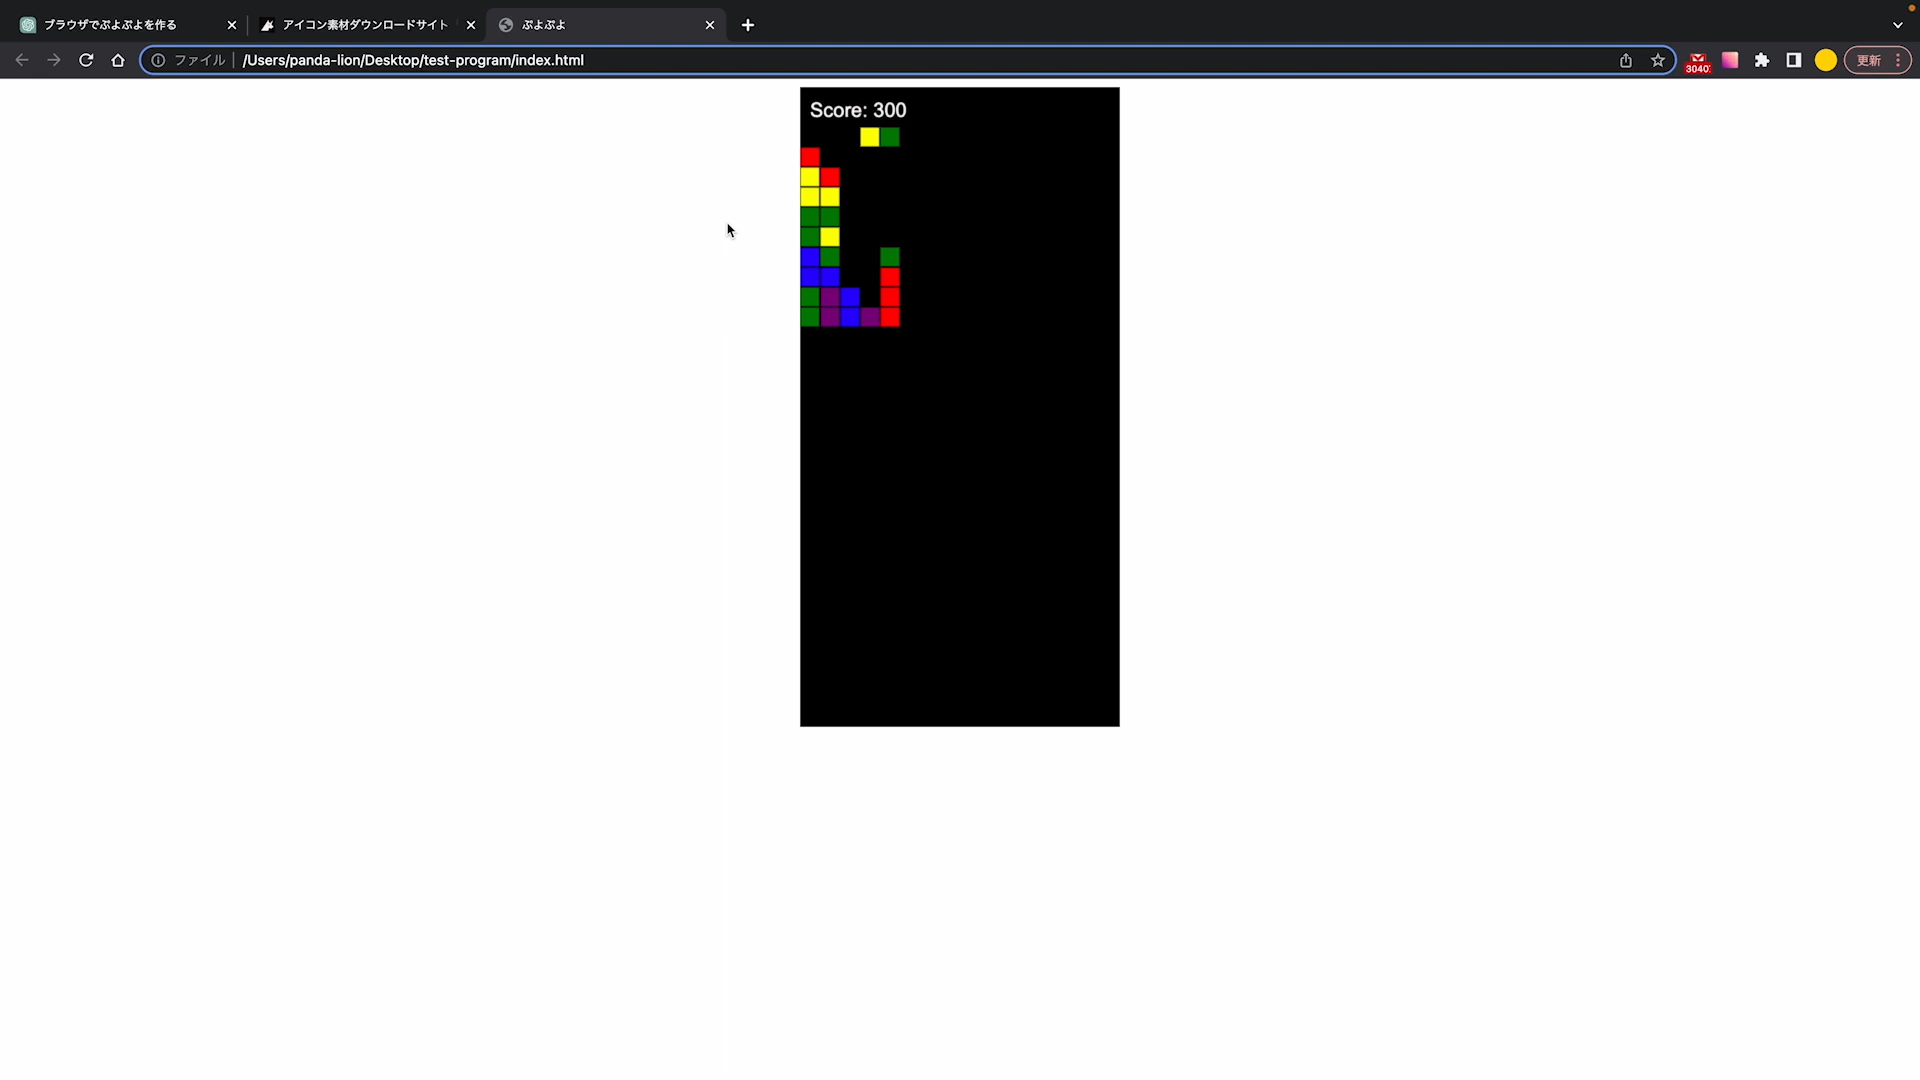 ブラウザでぷよぷよを作る
アイコン素材ダウンロードサイト
ぷよぷよ
ファイル /Users/panda-lion/Desktop/test-program/index.html
3040
更新
Score: 300